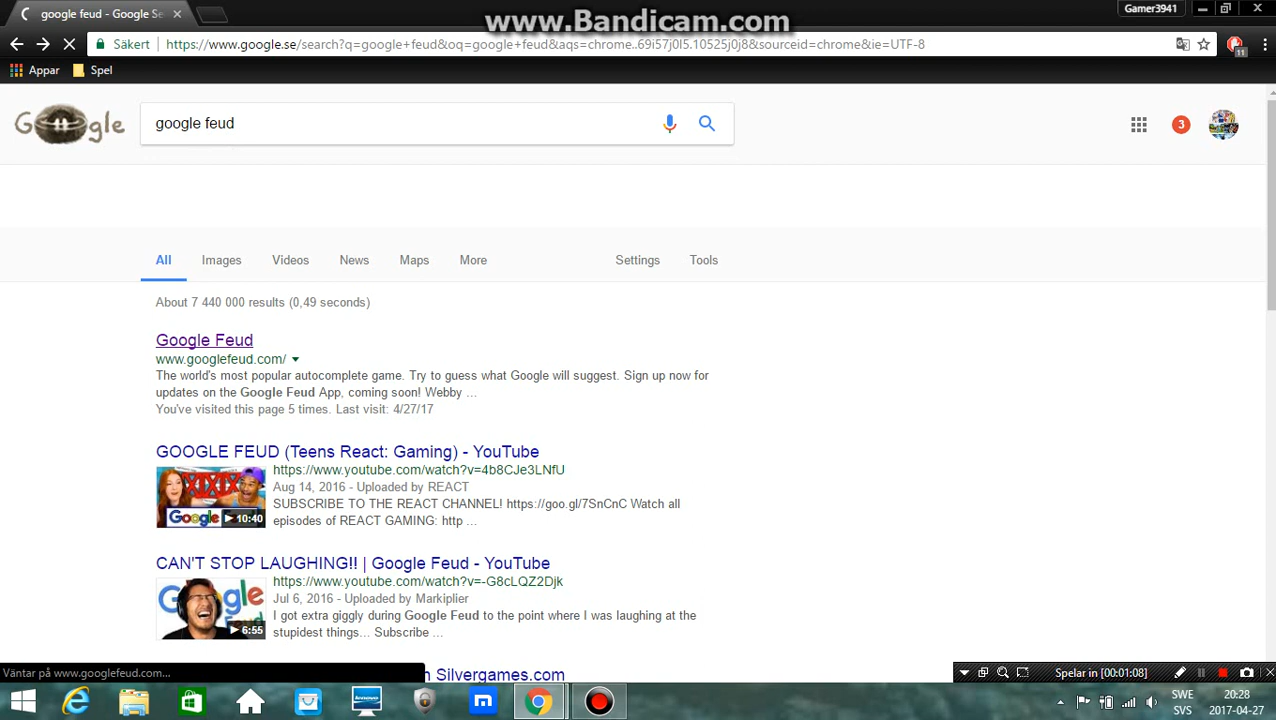 www.Bandicam.com
google feud - Google Se
Gamer3941
Säkert
https://www.google.se/search?q=google+feud&oq=google+feud&aqs=chrome..69i57j0l5.10525j0j8&sourceid=chrome&ie=UTF-8
11
Appar
Spel
Google
google feud
3
All
Images
Videos
News
Maps
More
Settings
Tools
About 7 440 000 results (0,49 seconds)
Google Feud
www.googlefeud.com/
The world's most popular autocomplete game. Try to guess what Google will suggest. Sign up now for
updates on the Google Feud App, coming soon! Webby ...
You've visited this page 5 times. Last visit: 4/27/17
GOOGLE FEUD (Teens React: Gaming) - YouTube
https://www.youtube.com/watch?v=4b8CJe3LNfU
Aug 14, 2016 - Uploaded by REACT
SUBSCRIBE TO THE REACT CHANNEL! https://goo.gl/7SnCnC Watch all
episodes of REACT GAMING: http ...
XXX
Google
10:40
CAN'T STOP LAUGHING!! | Google Feud - YouTube
https://www.youtube.com/watch?v=-G8cLQZ2Djk
Jul 6, 2016 - Uploaded by Markiplier
I got extra giggly during Google Feud to the point where I was laughing at the
stupidest things... Subscribe ...
6:55
Silvergames.com
Väntar på www.googlefeud.com...
Spelar in [00:01:08]
lenovo
SWE
SVS
20:28
2017-04-27